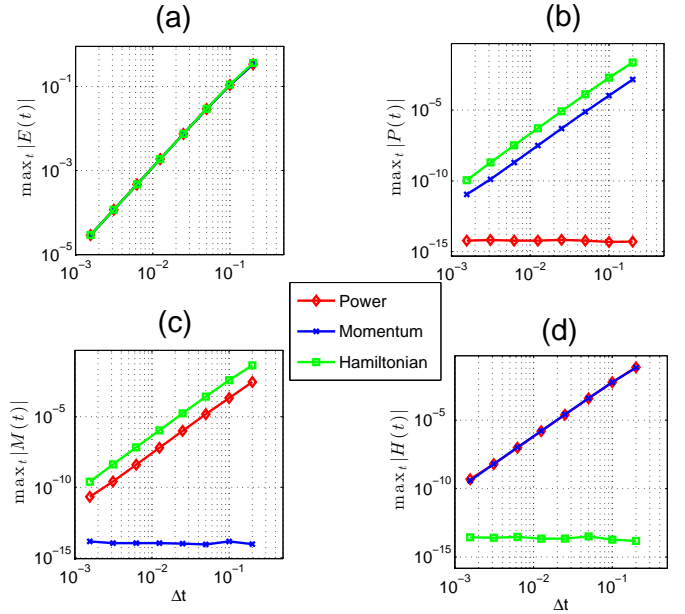 (a)
max_t |E(t)|
10^{-1}
10^{-3}
10^{-5}
10^{-3} 10^{-2} 10^{-1}
(b)
max_t |P(t)|
10^{-5}
10^{-10}
10^{-15}
10^{-3} 10^{-2} 10^{-1}
Power
Momentum
Hamiltonian
(c)
max_t |M(t)|
10^{-5}
10^{-10}
10^{-15}
10^{-3} 10^{-2} 10^{-1}
Δt
(d)
max_t |H(t)|
10^{-5}
10^{-10}
10^{-15}
10^{-3} 10^{-2} 10^{-1}
Δt